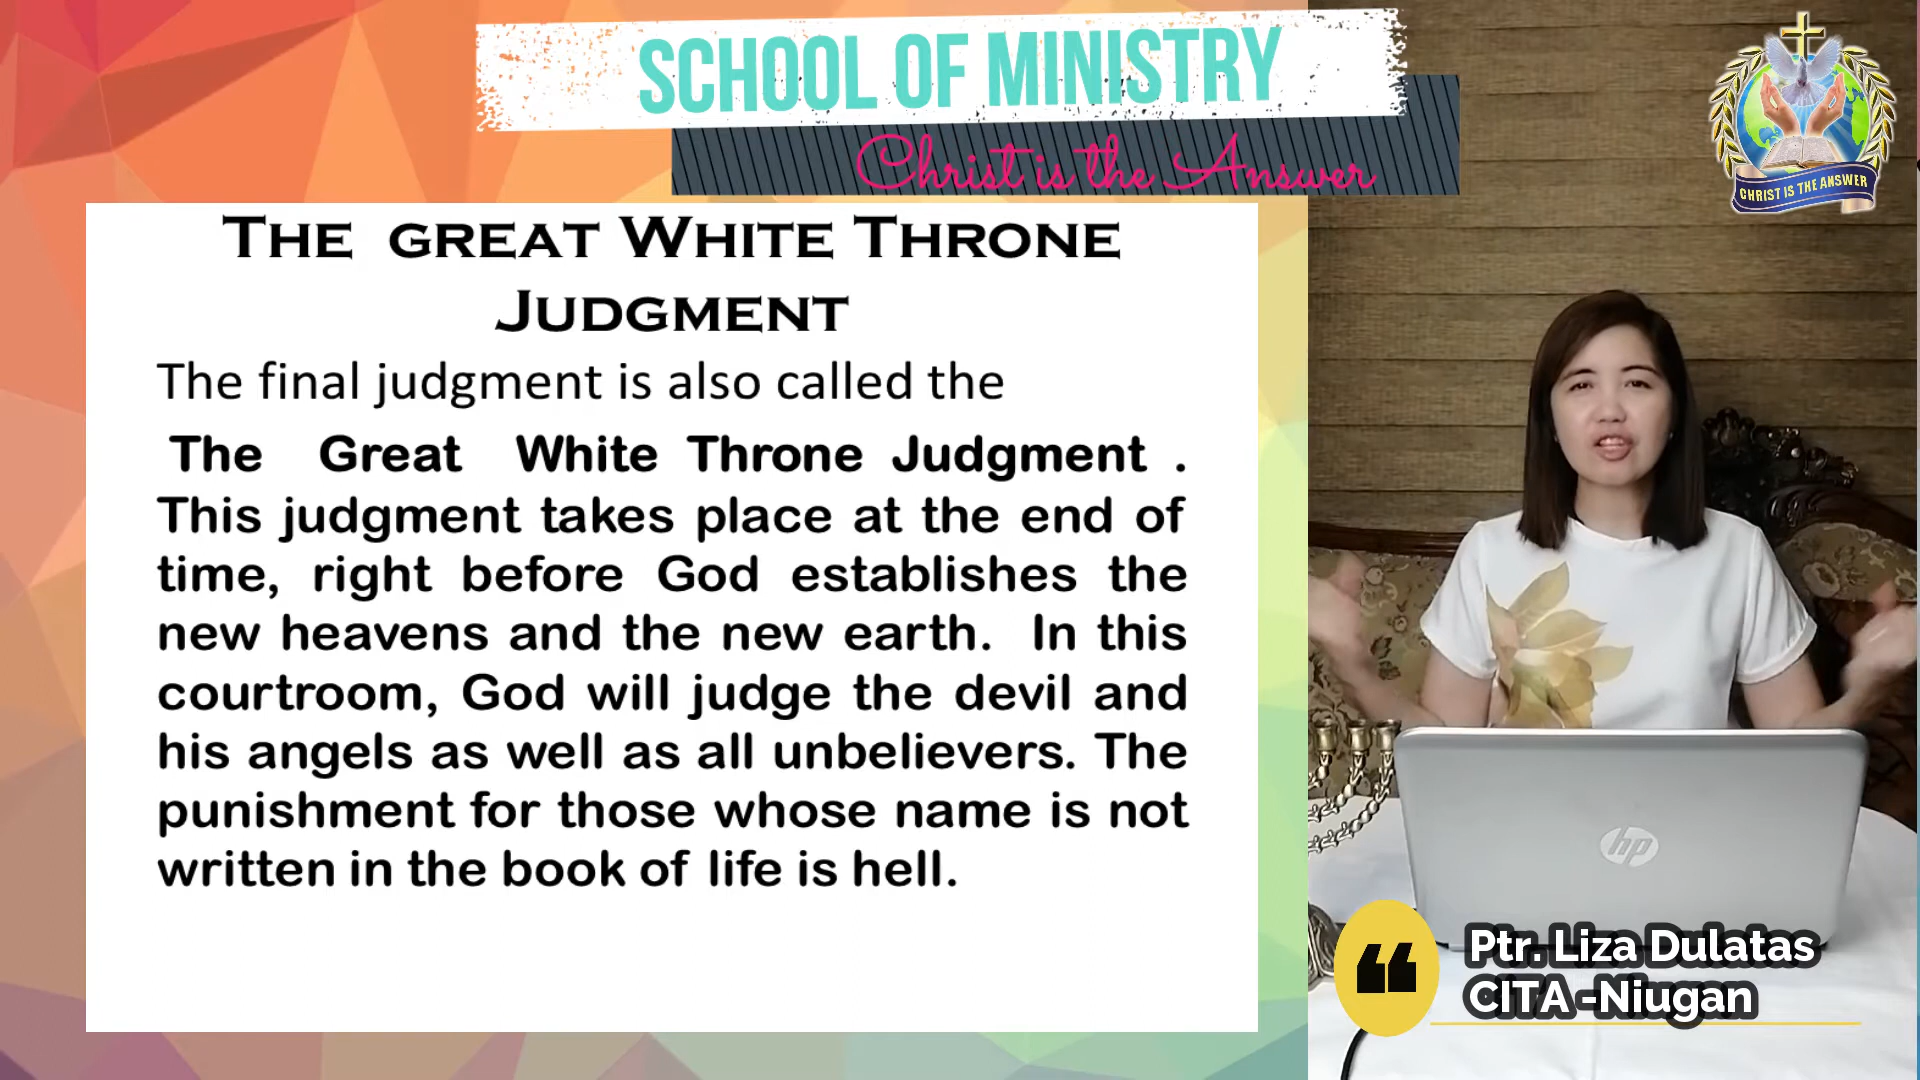 SCHOOL OF MINISTRY
Christ is the Answer
CHRIST IS THE ANSWER
THE GREAT WHITE THRONE
JUDGMENT
The final judgment is also called the
The Great White Throne Judgment .
This judgment takes place at the end of
time, right before God establishes the
new heavens and the new earth. In this
courtroom, God will judge the devil and
his angels as well as all unbelievers. The
punishment for those whose name is not
written in the book of life is hell.
hp
Ptr. Liza Dulatas
CITA -Niugan